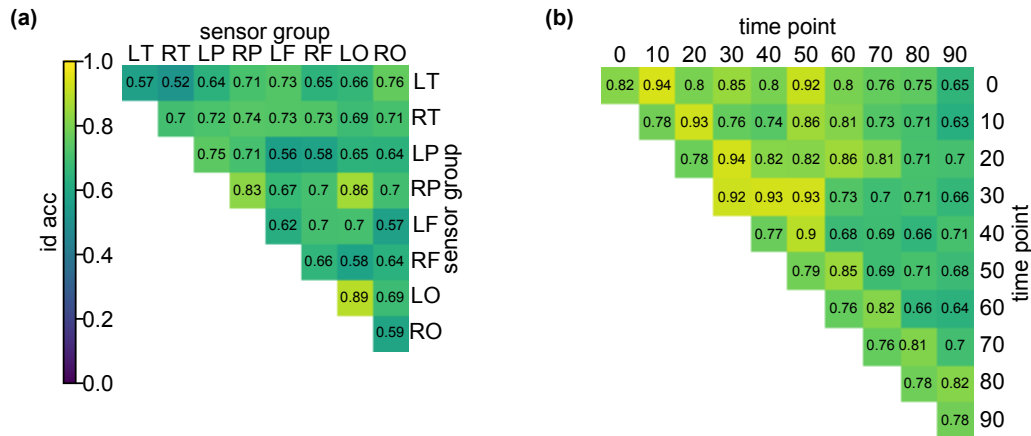 (a)
sensor group
LT RT LP RP LF RF LO RO
1.0
0.8
0.6
0.4
0.2
0.0
id acc
0.57 0.52 0.64 0.71 0.73 0.65 0.66 0.76 LT
0.7 0.72 0.74 0.73 0.73 0.69 0.71 RT
0.75 0.71 0.56 0.58 0.65 0.64 LP
0.83 0.67 0.7 0.86 0.7 RP
0.62 0.7 0.7 0.57 LF
0.66 0.58 0.64 RF
0.89 0.69 LO
0.59 RO
sensor group
(b)
time point
0 10 20 30 40 50 60 70 80 90
0.82 0.94 0.8 0.85 0.8 0.92 0.8 0.76 0.75 0.65 0
0.78 0.93 0.76 0.74 0.86 0.81 0.73 0.71 0.63 10
0.78 0.94 0.82 0.82 0.86 0.81 0.71 0.7 20
0.92 0.93 0.93 0.73 0.7 0.71 0.66 30
0.77 0.9 0.68 0.69 0.66 0.71 40
0.79 0.85 0.69 0.71 0.68 50
0.76 0.82 0.66 0.64 60
0.76 0.81 0.7 70
0.78 0.82 80
0.78 90
time point